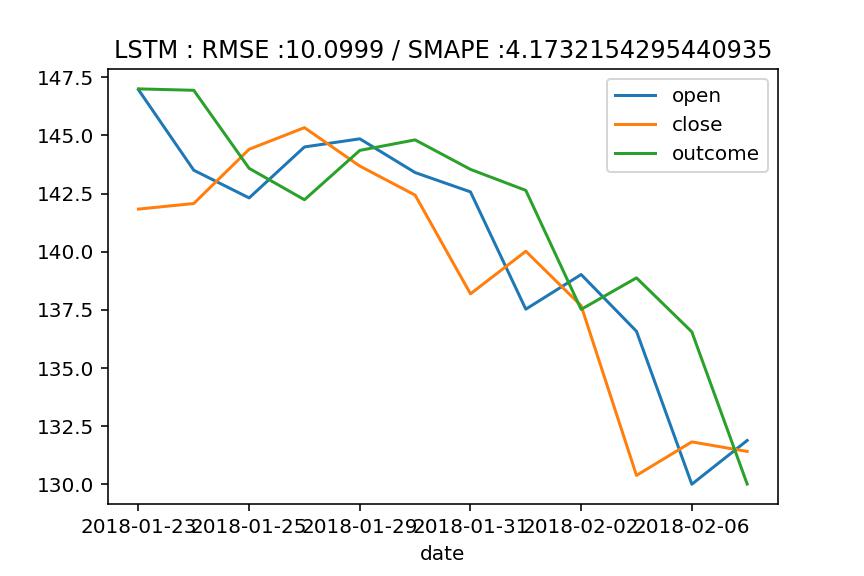 LSTM : RMSE :10.0999 / SMAPE :4.1732154295440935
147.5
145.0
142.5
140.0
137.5
135.0
132.5
130.0
open
close
outcome
2018-01-23 2018-01-25 2018-01-29 2018-01-31 2018-02-02 2018-02-06
date